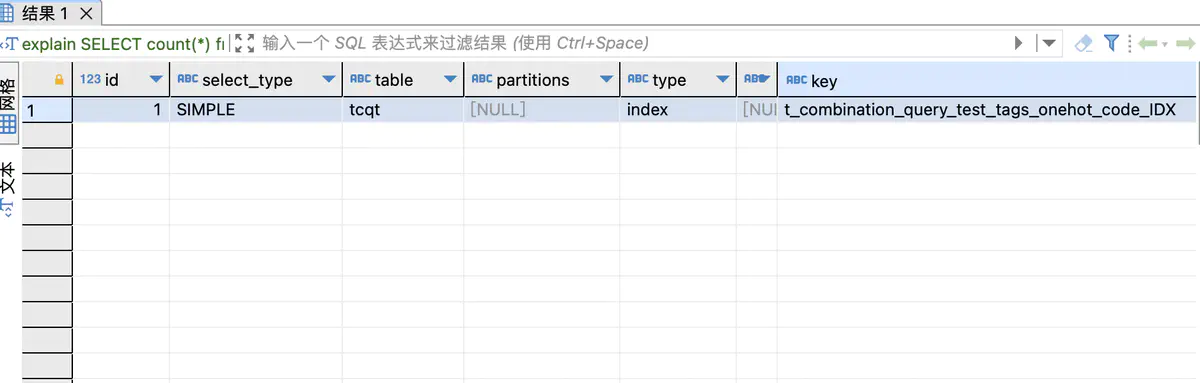 结果 1
explain SELECT count(*) fr
输入一个 SQL 表达式来过滤结果 (使用 Ctrl+Space)
网格
文本
123 id ABC select_type ABC table ABC partitions ABC type ABC ABC key
1 1 SIMPLE tcqt [NULL] index [NUL t_combination_query_test_tags_onehot_code_IDX